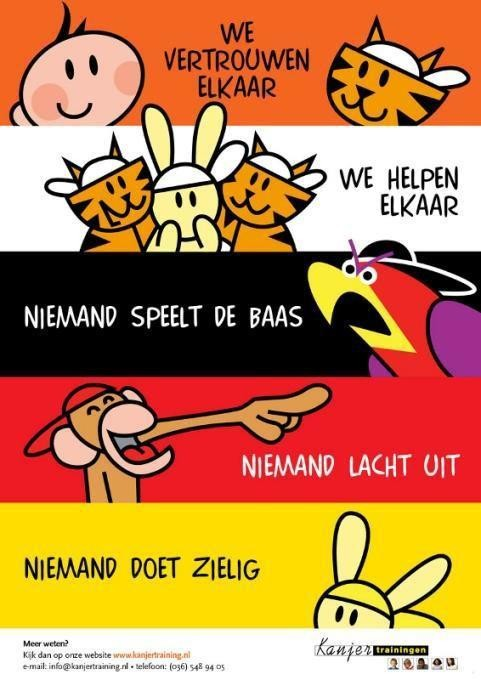 WE
VERTROUWEN
ELKAAR
WE HELPEN
ELKAAR
NIEMAND SPEELT DE BAAS
NIEMAND LACHT UIT
NIEMAND DOET ZIELIG
Meer weten?
Kijk dan op onze website www.kanjertraining.nl
e-mail: info@kanjertraining.nl • telefoon: (036) 548 94 05
Kanjer trainingen